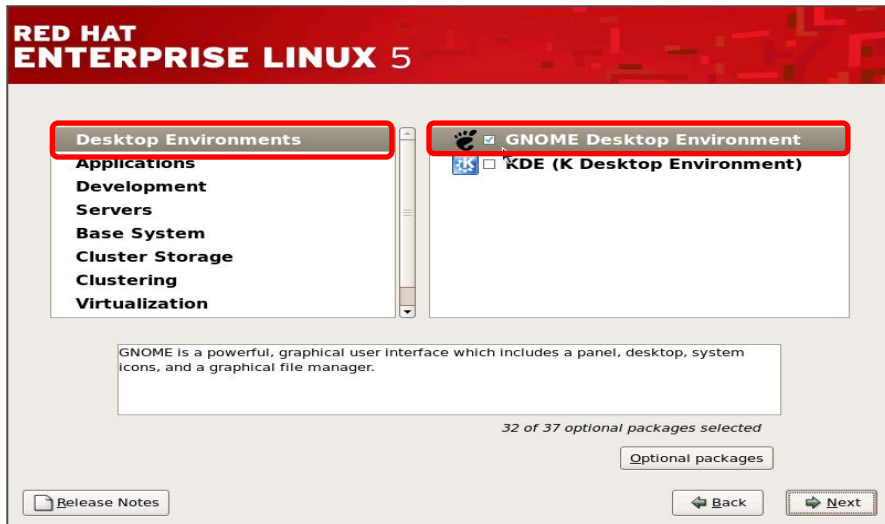 RED HAT
ENTERPRISE LINUX 5
Desktop Environments
Applications
Development
Servers
Base System
Cluster Storage
Clustering
Virtualization
GNOME Desktop Environment
KDE (K Desktop Environment)
GNOME is a powerful, graphical user interface which includes a panel, desktop, system
icons, and a graphical file manager.
32 of 37 optional packages selected
Optional packages
Release Notes
Back
Next